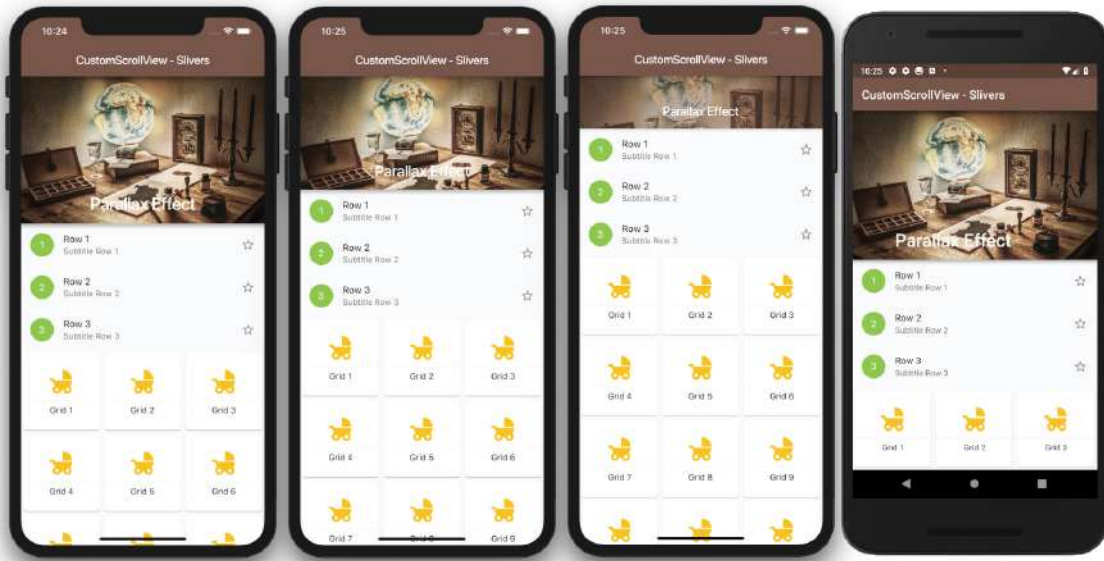 10:24
CustomScrollView - Slivers
Parallax Effect
1
Row 1
Subtitle Row 1
2
Row 2
Subtitle Row 2
3
Row 3
Subtitle Row 3
Grid 1 Grid 2 Grid 3
Grid 4 Grid 5 Grid 6
10:25
CustomScrollView - Slivers
Parallax Effect
1
Row 1
Subtitle Row 1
2
Row 2
Subtitle Row 2
3
Row 3
Subtitle Row 3
Grid 1 Grid 2 Grid 3
Grid 4 Grid 5 Grid 6
Grid 7 Grid 8 Grid 9
10:25
CustomScrollView - Slivers
Parallax Effect
1
Row 1
Subtitle Row 1
2
Row 2
Subtitle Row 2
3
Row 3
Subtitle Row 3
Grid 1 Grid 2 Grid 3
Grid 4 Grid 5 Grid 6
Grid 7 Grid 8 Grid 9
10:25
CustomScrollView - Slivers
Parallax Effect
1
Row 1
Subtitle Row 1
2
Row 2
Subtitle Row 2
3
Row 3
Subtitle Row 3
Grid 1 Grid 2 Grid 3